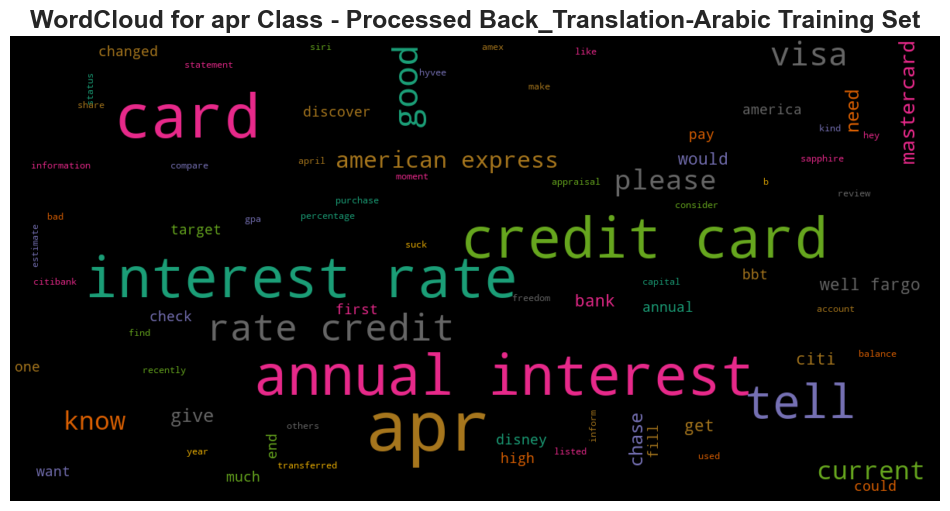 WordCloud for apr Class - Processed Back_Translation-Arabic Training Set
changed
siri
amex
like
visa
mastercard
statement
good
hyvee
status
make
share
card
discover
america
need
pay
kind
hey
information
compare
april
american express
would
sapphire
moment
please
appraisal
b
review
purchase
consider
bad
gpa
percentage
target
estimate
suck
credit card
interest rate
citibank
capital
bbt
well fargo
freedom
bank
annual
account
first
check
rate credit
find
one
recently
annual interest
citi
balance
tell
know
give
apr
others
inform
disney
chase
fill
get
end
year
transferred
high
listed
used
want
much
current
could